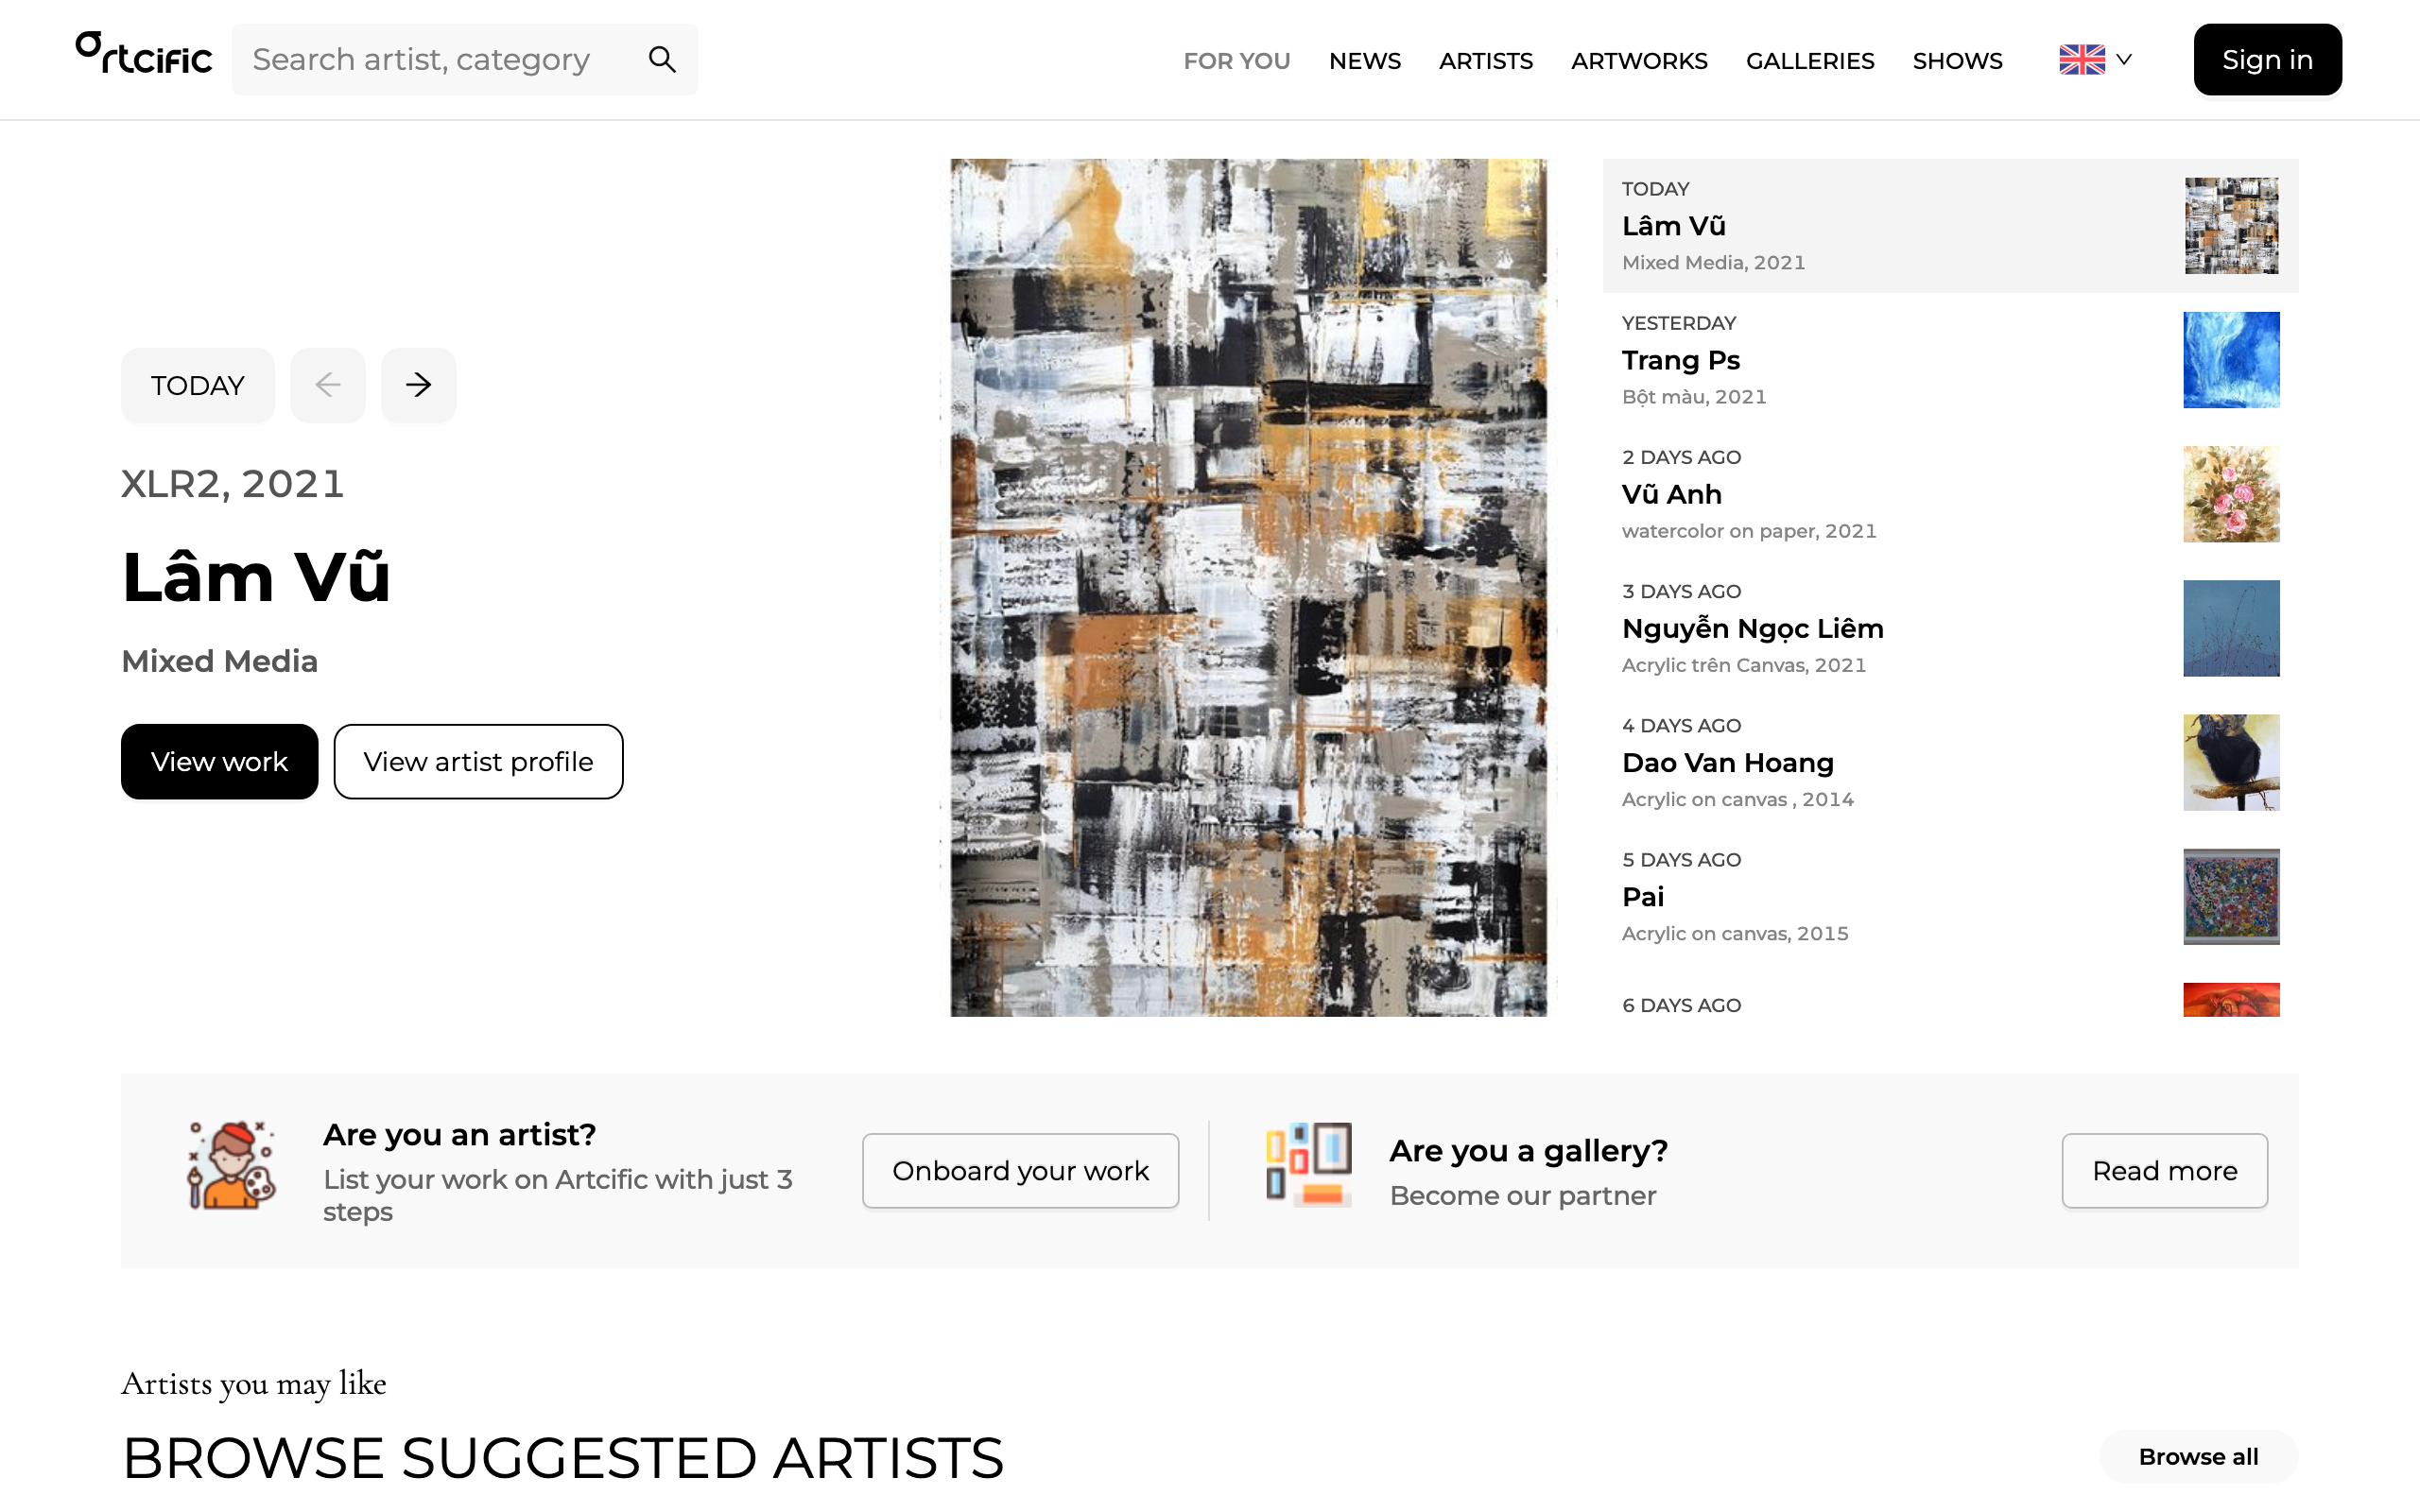 artcific
Search artist, category
FOR YOU
NEWS
ARTISTS
ARTWORKS
GALLERIES
SHOWS
Sign in
TODAY
XLR2, 2021
Lâm Vũ
Mixed Media
View work
View artist profile
TODAY
Lâm Vũ
Mixed Media, 2021
YESTERDAY
Trang Ps
Bột màu, 2021
2 DAYS AGO
Vũ Anh
watercolor on paper, 2021
3 DAYS AGO
Nguyễn Ngọc Liêm
Acrylic trên Canvas, 2021
4 DAYS AGO
Dao Van Hoang
Acrylic on canvas , 2014
5 DAYS AGO
Pai
Acrylic on canvas, 2015
6 DAYS AGO
Are you an artist?
List your work on Artcific with just 3
steps
Onboard your work
Are you a gallery?
Become our partner
Read more
Artists you may like
BROWSE SUGGESTED ARTISTS
Browse all